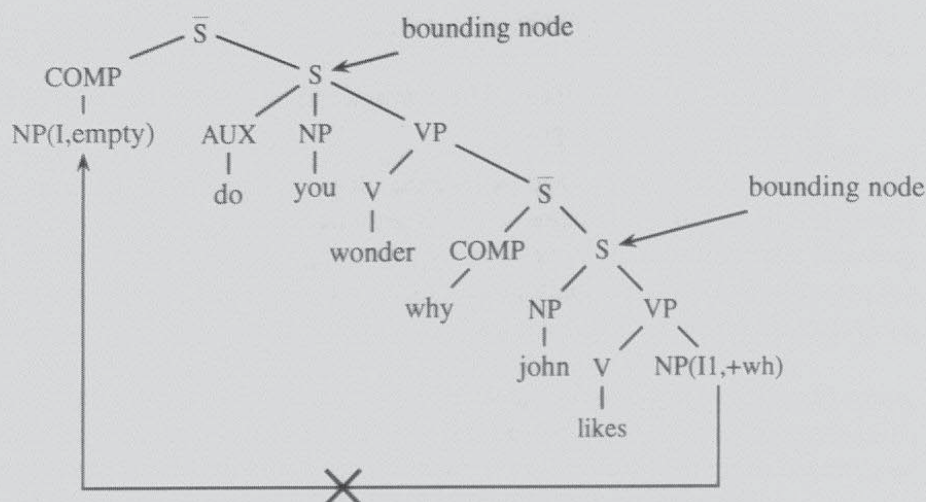 S̅
bounding node
COMP
S
NP(I,empty)
AUX
NP
VP
do
you
V
S̅
bounding node
wonder
COMP
S
why
NP
VP
john
V
NP(I1,+wh)
likes